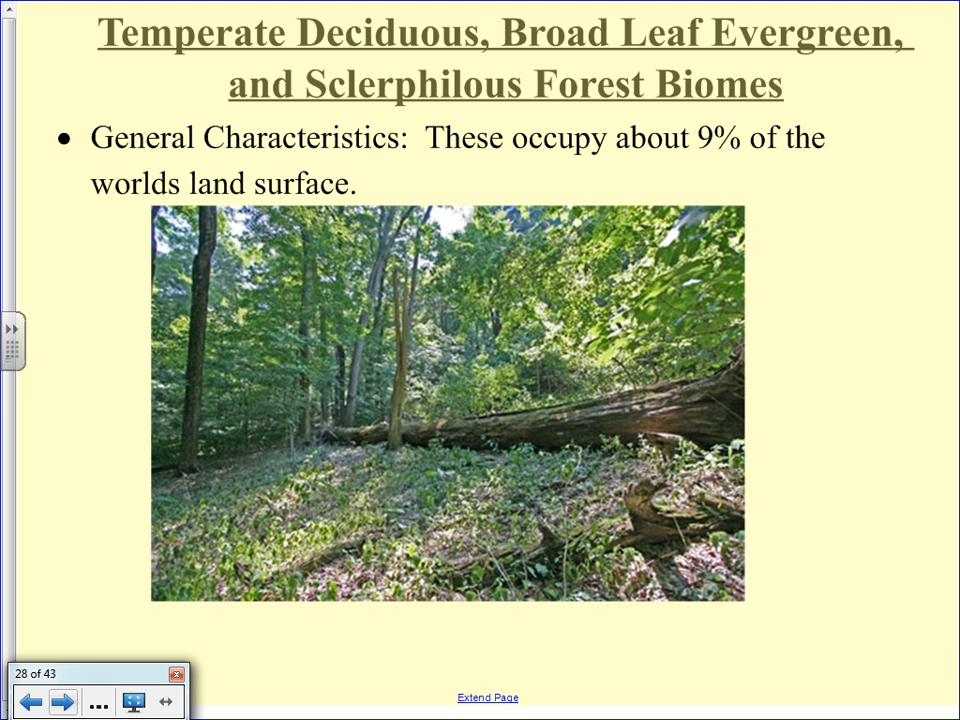 Temperate Deciduous, Broad Leaf Evergreen,
and Sclerphilous Forest Biomes
• General Characteristics: These occupy about 9% of the
worlds land surface.
28 of 43
Extend Page